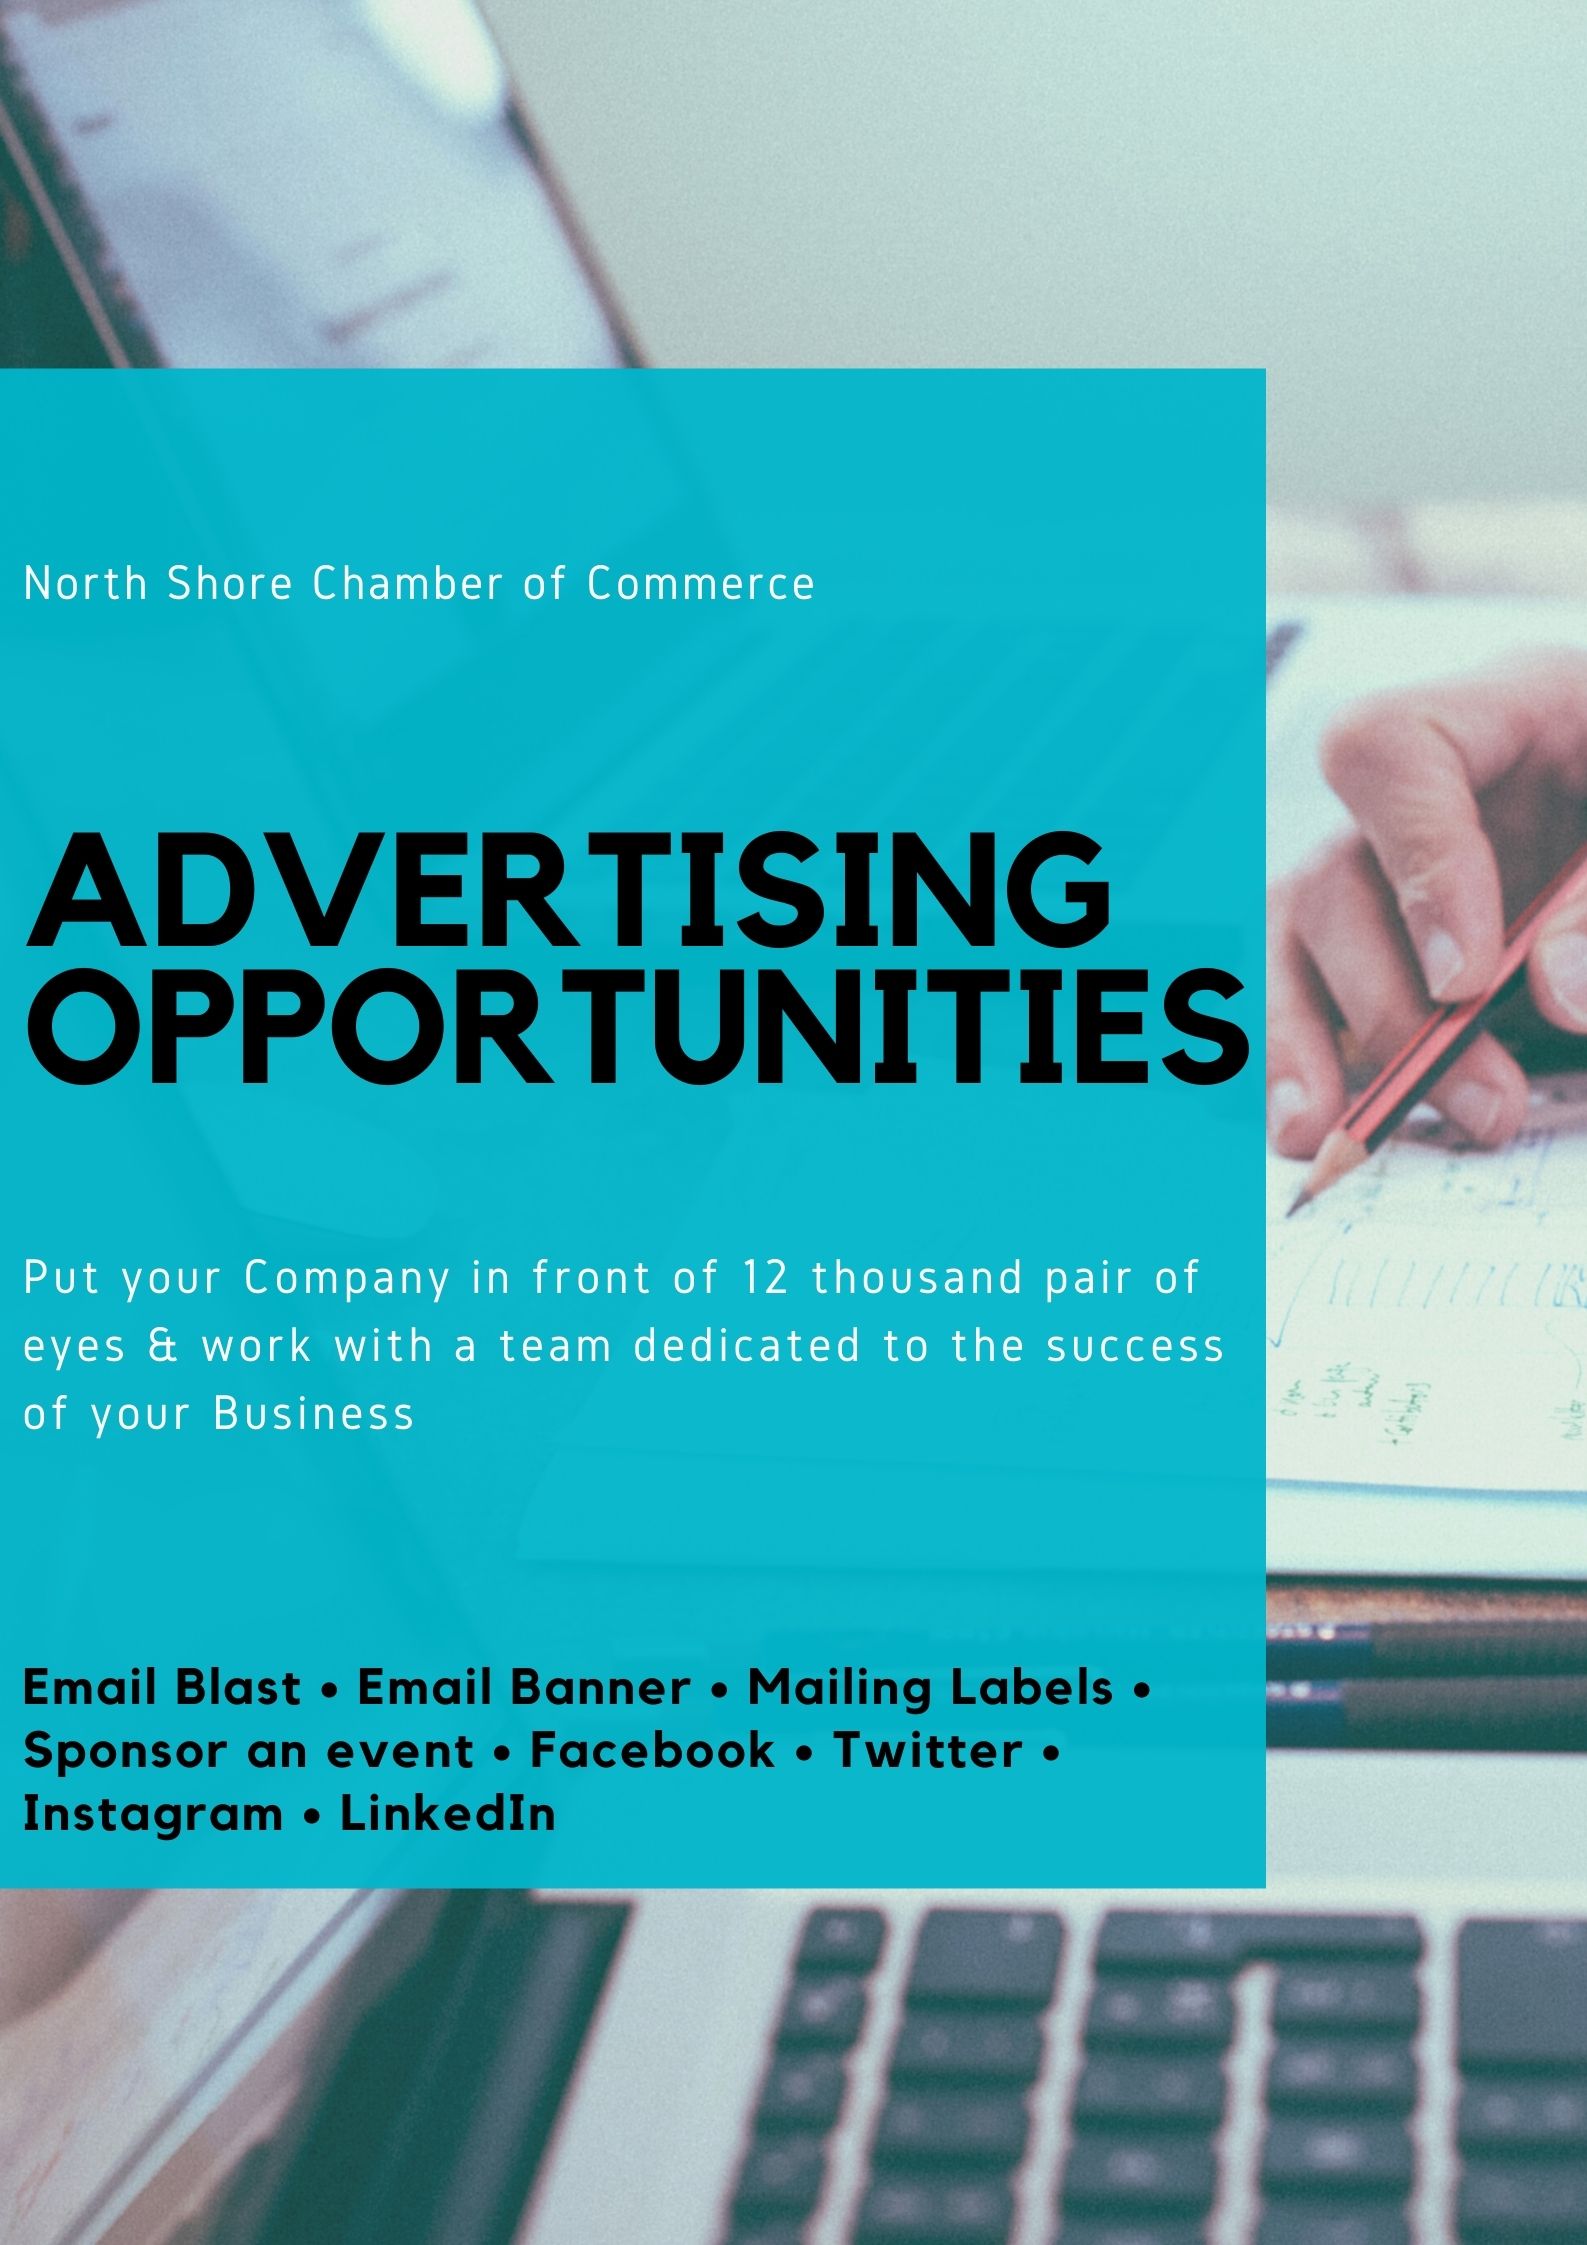 North Shore Chamber of Commerce
ADVERTISING
OPPORTUNITIES
Put your Company in front of 12 thousand pair of
eyes & work with a team dedicated to the success
of your Business
Email Blast • Email Banner • Mailing Labels •
Sponsor an event • Facebook • Twitter •
Instagram • LinkedIn